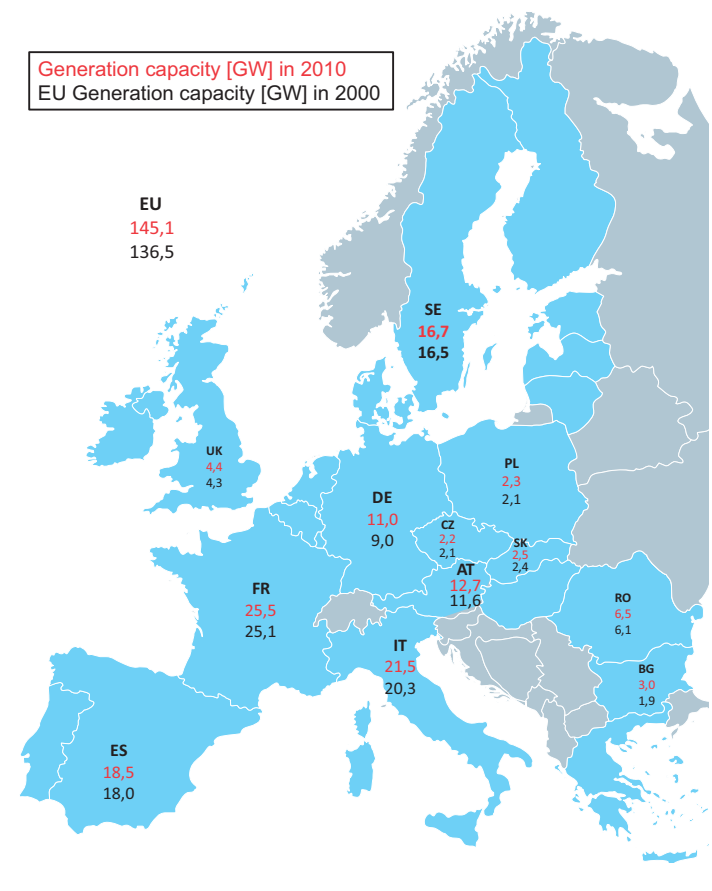 Generation capacity [GW] in 2010
EU Generation capacity [GW] in 2000
EU
145,1
136,5
SE
16,7
16,5
UK
4,4
4,3
PL
2,3
2,1
DE
11,0
9,0
CZ
2,2
2,1
SK
2,5
2,4
AT
12,7
11,6
FR
25,5
25,1
RO
6,5
6,1
IT
21,5
20,3
BG
3,0
1,9
ES
18,5
18,0